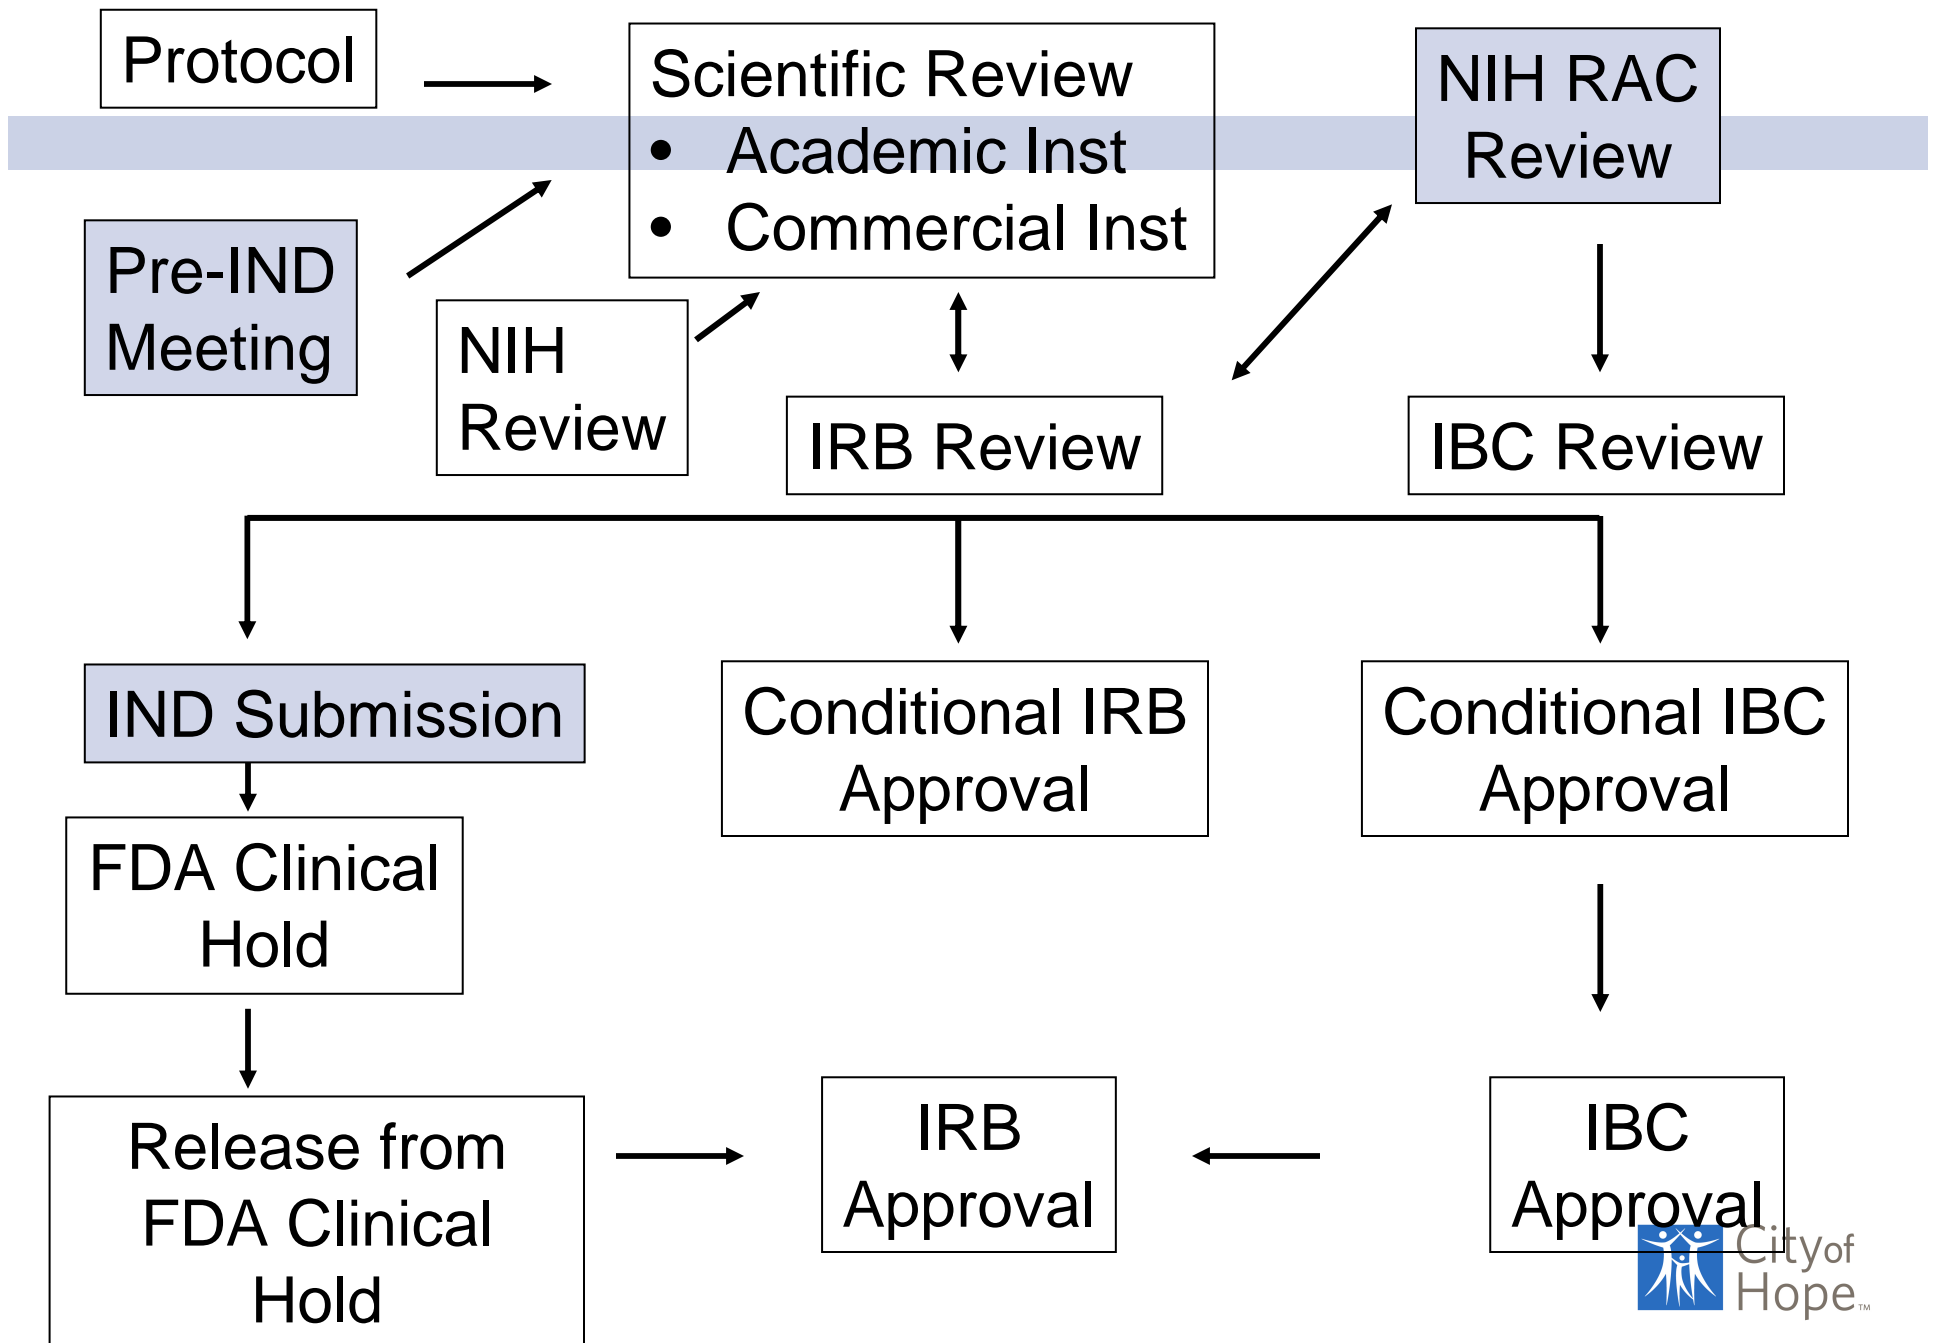 Protocol
Scientific Review
• Academic Inst
• Commercial Inst
NIH RAC
Review
Pre-IND
Meeting
NIH
Review
IRB Review
IBC Review
IND Submission
Conditional IRB
Approval
Conditional IBC
Approval
FDA Clinical
Hold
Release from
FDA Clinical
Hold
IRB
Approval
IBC
Approval
City of
Hope™